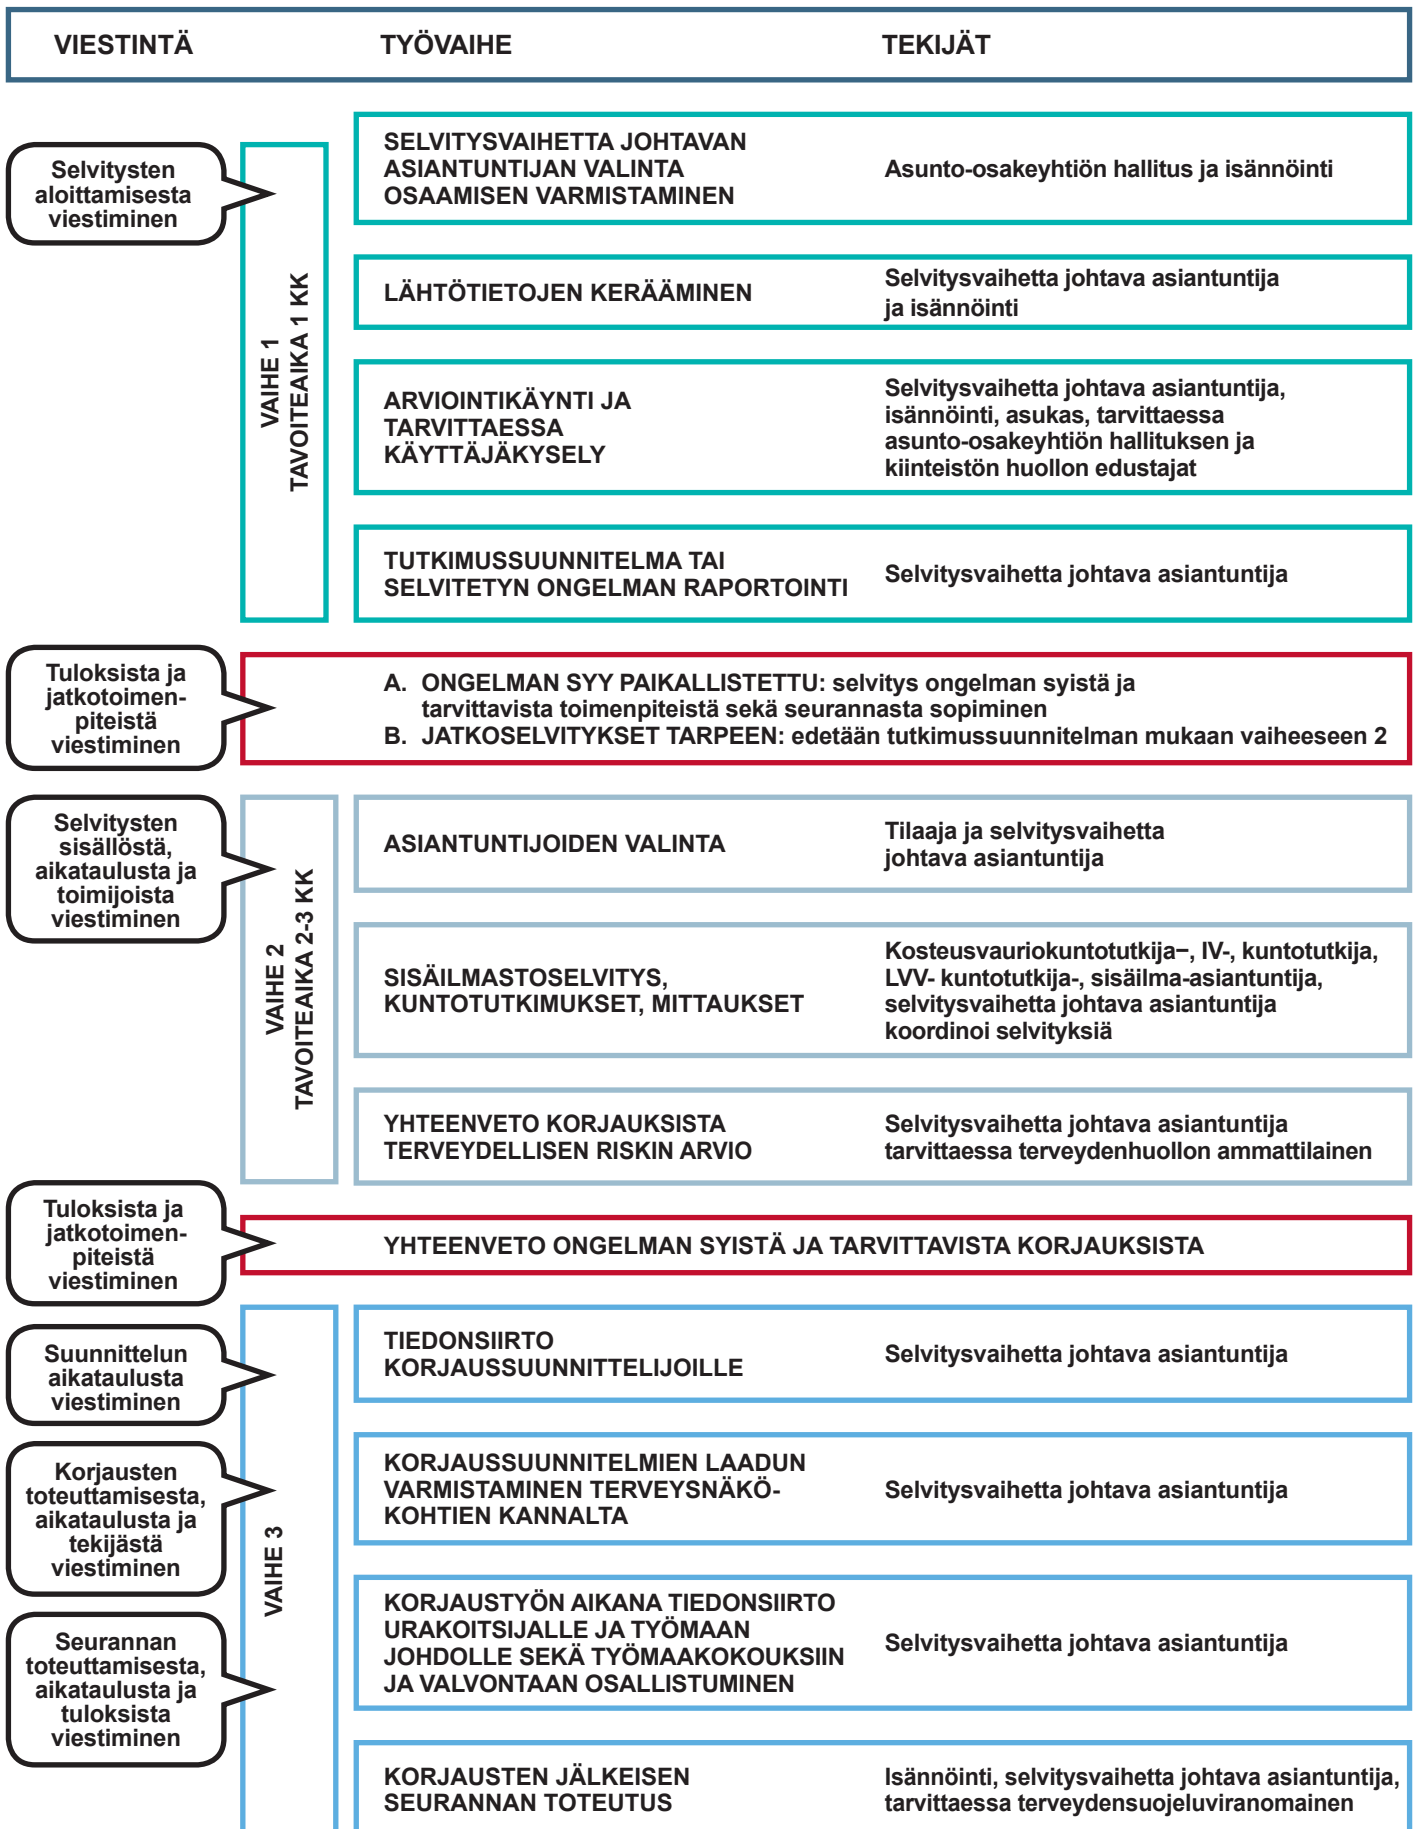 VIESTINTÄ
TYÖVAIHE
TEKIJÄT
Selvitysten
aloittamisesta
viestiminen
VAIHE 1
TAVOITEAIKA 1 KK
SELVITYSVAIHETTA JOHTAVAN
ASIANTUNTIJAN VALINTA
OSAAMISEN VARMISTAMINEN
Asunto-osakeyhtiön hallitus ja isännöinti
LÄHTÖTIETOJEN KERÄÄMINEN
Selvitysvaihetta johtava asiantuntija
ja isännöinti
ARVIOINTIKÄYNTI JA
TARVITTAESSA
KÄYTTÄJÄKYSELY
Selvitysvaihetta johtava asiantuntija,
isännöinti, asukas, tarvittaessa
asunto-osakeyhtiön hallituksen ja
kiinteistön huollon edustajat
TUTKIMUSSUUNNITELMA TAI
SELVITETYN ONGELMAN RAPORTOINTI
Selvitysvaihetta johtava asiantuntija
Tuloksista ja
jatkotoimen-
piteistä
viestiminen
A. ONGELMAN SYY PAIKALLISTETTU: selvitys ongelman syistä ja
tarvittavista toimenpiteistä sekä seurannasta sopiminen
B. JATKOSELVITYKSET TARPEEN: edetään tutkimussuunnitelman mukaan vaiheeseen 2
Selvitysten
sisällöstä,
aikataulusta ja
toimijoista
viestiminen
VAIHE 2
TAVOITEAIKA 2-3 KK
ASIANTUNTIJOIDEN VALINTA
Tilaaja ja selvitysvaihetta
johtava asiantuntija
SISÄILMASTOSELVITYS,
KUNTOTUTKIMUKSET, MITTAUKSET
Kosteusvauriokuntotutkija−, IV-, kuntotutkija,
LVV- kuntotutkija-, sisäilma-asiantuntija,
selvitysvaihetta johtava asiantuntija
koordinoi selvityksiä
YHTEENVETO KORJAUKSISTA
TERVEYDELLISEN RISKIN ARVIO
Selvitysvaihetta johtava asiantuntija
tarvittaessa terveydenhuollon ammattilainen
Tuloksista ja
jatkotoimen-
piteistä
viestiminen
YHTEENVETO ONGELMAN SYISTÄ JA TARVITTAVISTA KORJAUKSISTA
Suunnittelun
aikataulusta
viestiminen
Korjausten
toteuttamisesta,
aikataulusta ja
tekijästä
viestiminen
Seurannan
toteuttamisesta,
aikataulusta ja
tuloksista
viestiminen
VAIHE 3
TIEDONSIIRTO
KORJAUSSUUNNITTELIJOILLE
Selvitysvaihetta johtava asiantuntija
KORJAUSSUUNNITELMIEN LAADUN
VARMISTAMINEN TERVEYSNÄKÖ-
KOHTIEN KANNALTA
Selvitysvaihetta johtava asiantuntija
KORJAUSTYÖN AIKANA TIEDONSIIRTO
URAKOITSIJALLE JA TYÖMAAN
JOHDOLLE SEKÄ TYÖMAAKOKOUKSIIN
JA VALVONTAAN OSALLISTUMINEN
Selvitysvaihetta johtava asiantuntija
KORJAUSTEN JÄLKEISEN
SEURANNAN TOTEUTUS
Isännöinti, selvitysvaihetta johtava asiantuntija,
tarvittaessa terveydensuojeluviranomainen